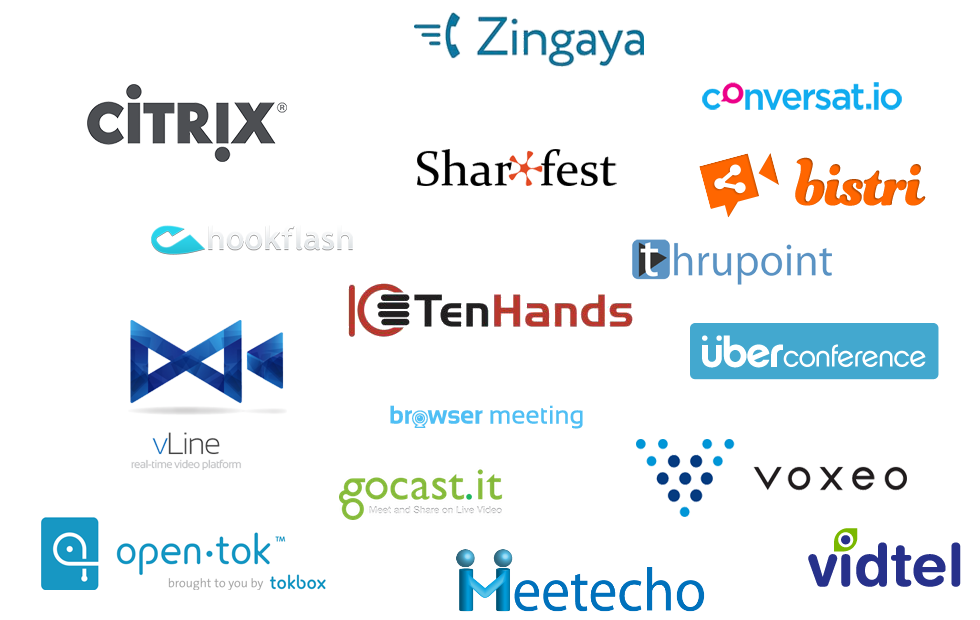 Zingaya
CiTRiX®
conversat.io
Sharefest
bistri
hookflash
thrupoint
TenHands
überconference
vLine
real-time video platform
browser meeting
gocast.it
Meet and Share on Live Video
voxeo
open·tok™
brought to you by tokbox
Meetecho
vidtel